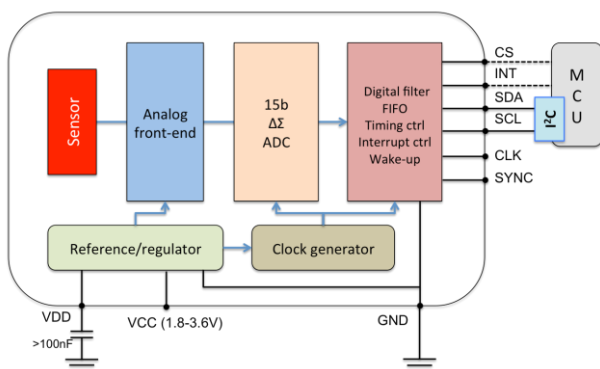 CS
INT
SDA
SCL
CLK
SYNC
M
C
U
I²C
Sensor
Analog
front-end
15b
ΔΣ
ADC
Digital filter
FIFO
Timing ctrl
Interrupt ctrl
Wake-up
Reference/regulator
Clock generator
VDD
VCC (1.8-3.6V)
GND
>100nF